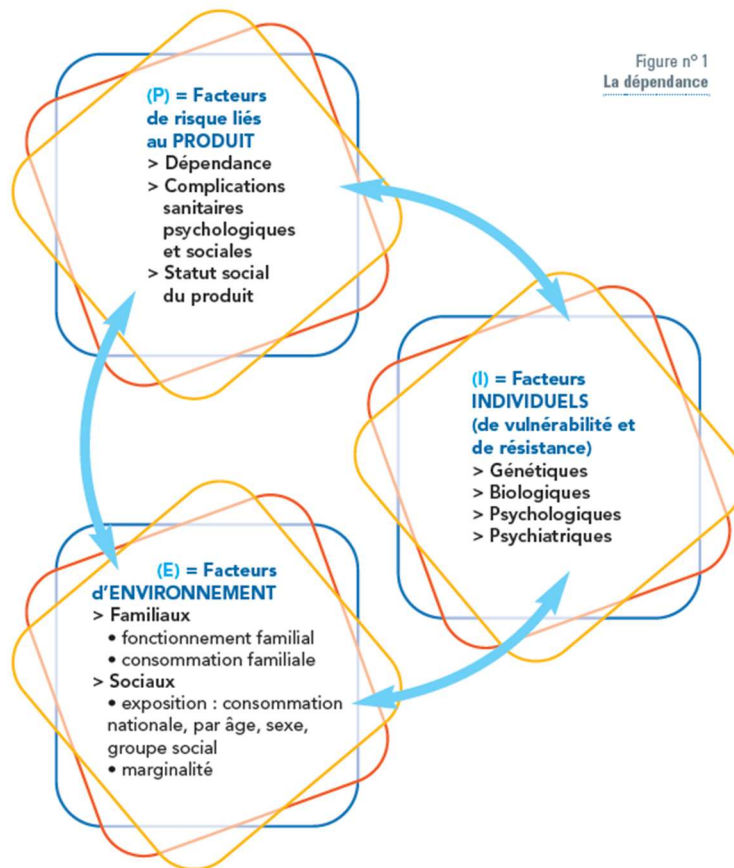 Figure n° 1
La dépendance
(P) = Facteurs
de risque liés
au PRODUIT
> Dépendance
> Complications
sanitaires
psychologiques
et sociales
> Statut social
du produit
(I) = Facteurs
INDIVIDUELS
(de vulnérabilité et
de résistance)
> Génétiques
> Biologiques
> Psychologiques
> Psychiatriques
(E) = Facteurs
d'ENVIRONNEMENT
> Familiaux
• fonctionnement familial
• consommation familiale
> Sociaux
• exposition : consommation
nationale, par âge, sexe,
groupe social
• marginalité